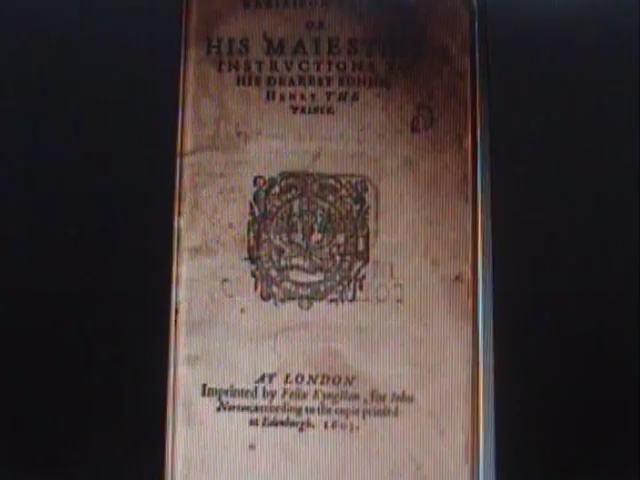 OR
HIS MAIESTIES
INSTRVCTIONS TO
HIS DEAREST SONNE,
HENRY THE
PRINCE.
AT LONDON
Imprinted by Felix Kyngston, for Iohn
Norton, according to the copie printed
at Edenburgh. 1603.